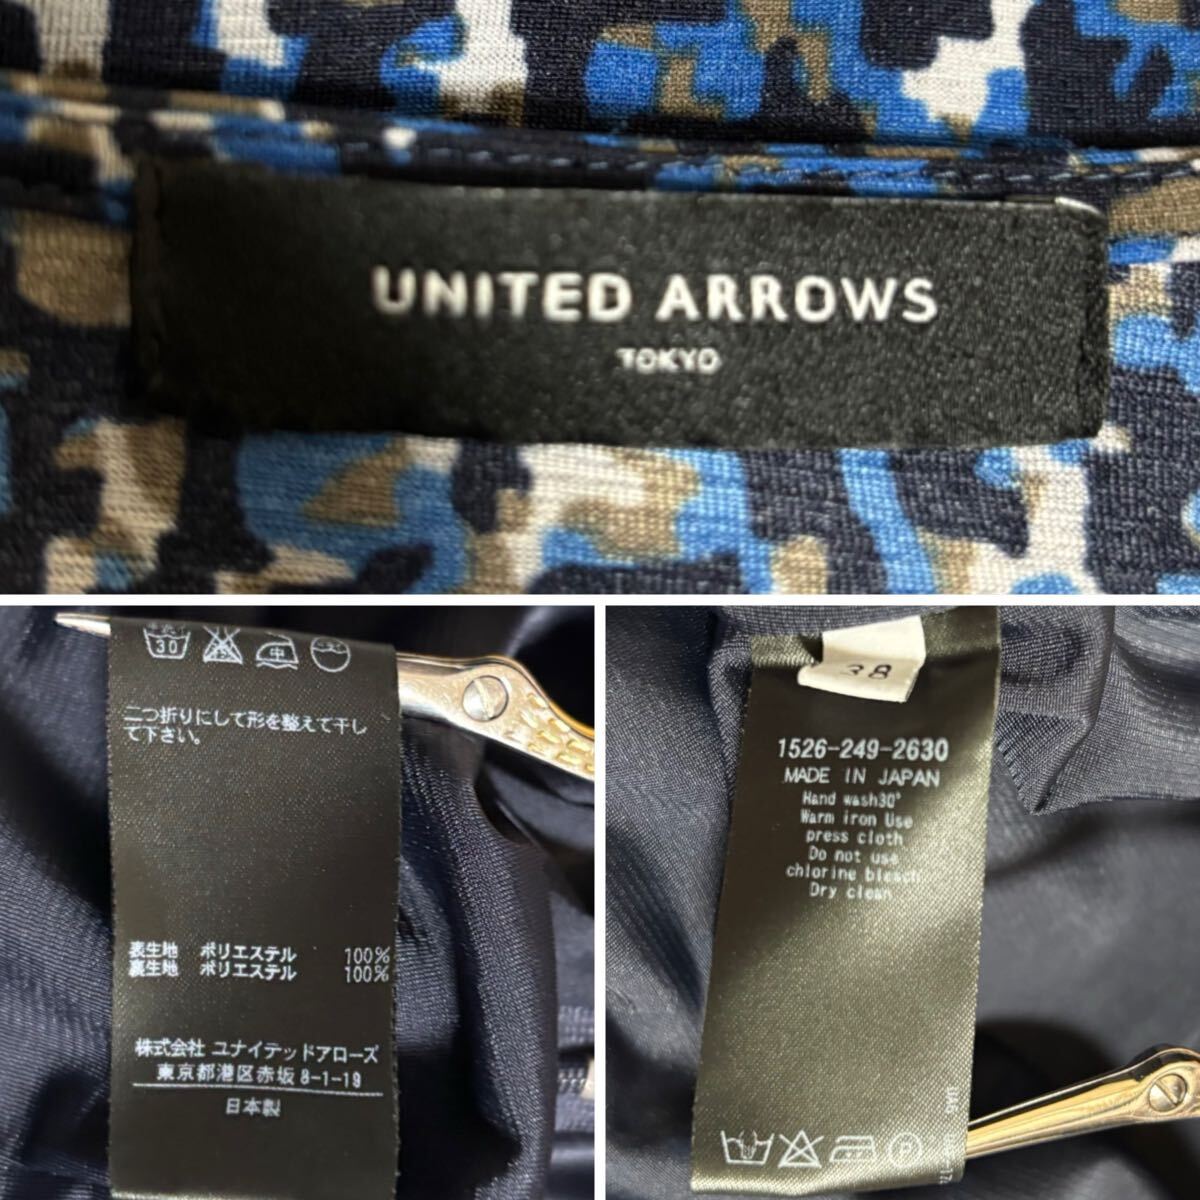 UNITED ARROWS
TOKYO
30
中
二つ折りにして形を整えて干し
て下さい。
表生地 ポリエステル 100%
裏生地 ポリエステル 100%
株式会社 ユナイテッドアローズ
東京都港区赤坂8-1-19
日本製
38
1526-249-2630
MADE IN JAPAN
Hand wash30°
Warm iron Use
press cloth
Do not use
chlorine bleach
Dry clean
P